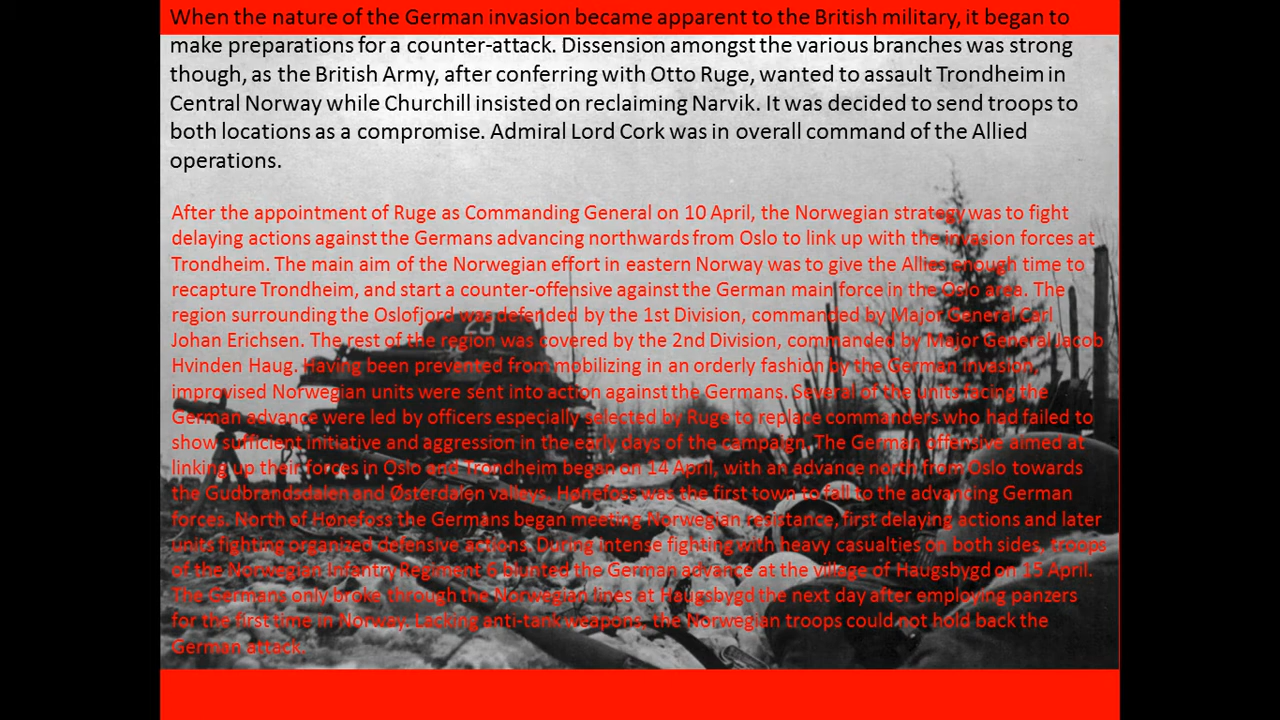 When the nature of the German invasion became apparent to the British military, it began to
make preparations for a counter-attack. Dissension amongst the various branches was strong
though, as the British Army, after conferring with Otto Ruge, wanted to assault Trondheim in
Central Norway while Churchill insisted on reclaiming Narvik. It was decided to send troops to
both locations as a compromise. Admiral Lord Cork was in overall command of the Allied
operations.
After the appointment of Ruge as Commanding General on 10 April, the Norwegian strategy was to fight
delaying actions against the Germans advancing northwards from Oslo to link up with the invasion forces at
Trondheim. The main aim of the Norwegian effort in eastern Norway was to give the Allies enough time to
recapture Trondheim, and start a counter-offensive against the German main force in the Oslo area. The
region surrounding the Oslofjord was defended by the 1st Division, commanded by Major General Carl
Johan Erichsen. The rest of the region was covered by the 2nd Division, commanded by Major General Jacob
Hvinden Haug. Having been prevented from mobilizing in an orderly fashion by the German invasion,
improvised Norwegian units were sent into action against the Germans. Several of the units facing the
German advance were led by officers especially selected by Ruge to replace commanders who had failed to
show sufficient initiative and aggression in the early days of the campaign. The German offensive aimed at
linking up their forces in Oslo and Trondheim began on 14 April, with an advance north from Oslo towards
the Gudbrandsdalen and Østerdalen valleys. Hønefoss was the first town to fall to the advancing German
forces. North of Hønefoss the Germans began meeting Norwegian resistance, first delaying actions and later
units fighting organized defensive actions. During intense fighting with heavy casualties on both sides, troops
of the Norwegian Infantry Regiment 6 blunted the German advance at the village of Haugsbygd on 15 April.
The Germans only broke through the Norwegian lines at Haugsbygd the next day after employing panzers
for the first time in Norway. Lacking anti-tank weapons, the Norwegian troops could not hold back the
German attack.
23